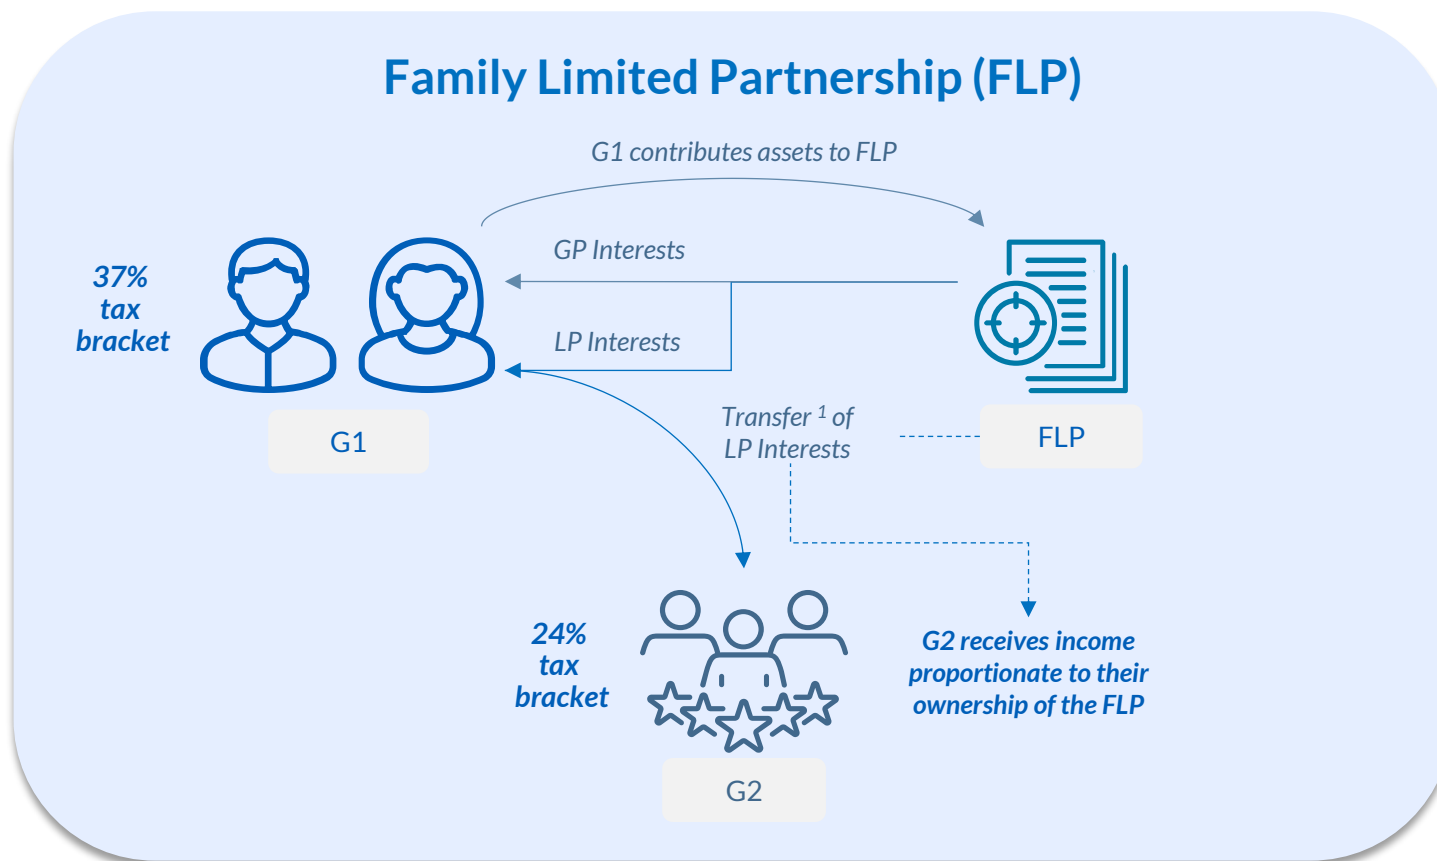 Family Limited Partnership (FLP)
G1 contributes assets to FLP
GP Interests
37%
tax
bracket
LP Interests
Transfer ¹ of
LP Interests
G1
FLP
24%
tax
bracket
G2 receives income
proportionate to their
ownership of the FLP
G2